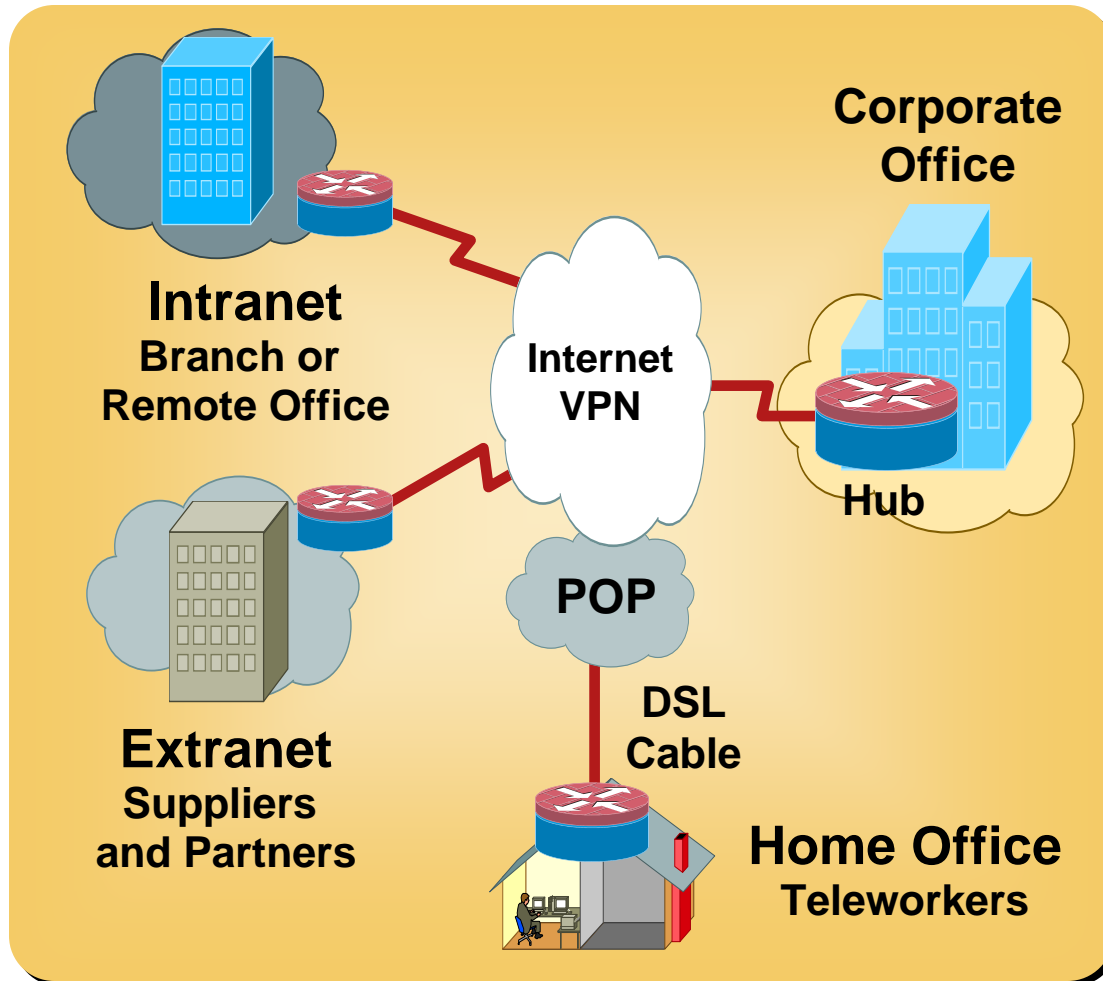 Corporate
Office
Intranet
Branch or
Remote Office
Internet
VPN
Hub
POP
DSL
Cable
Extranet
Suppliers
and Partners
Home Office
Teleworkers